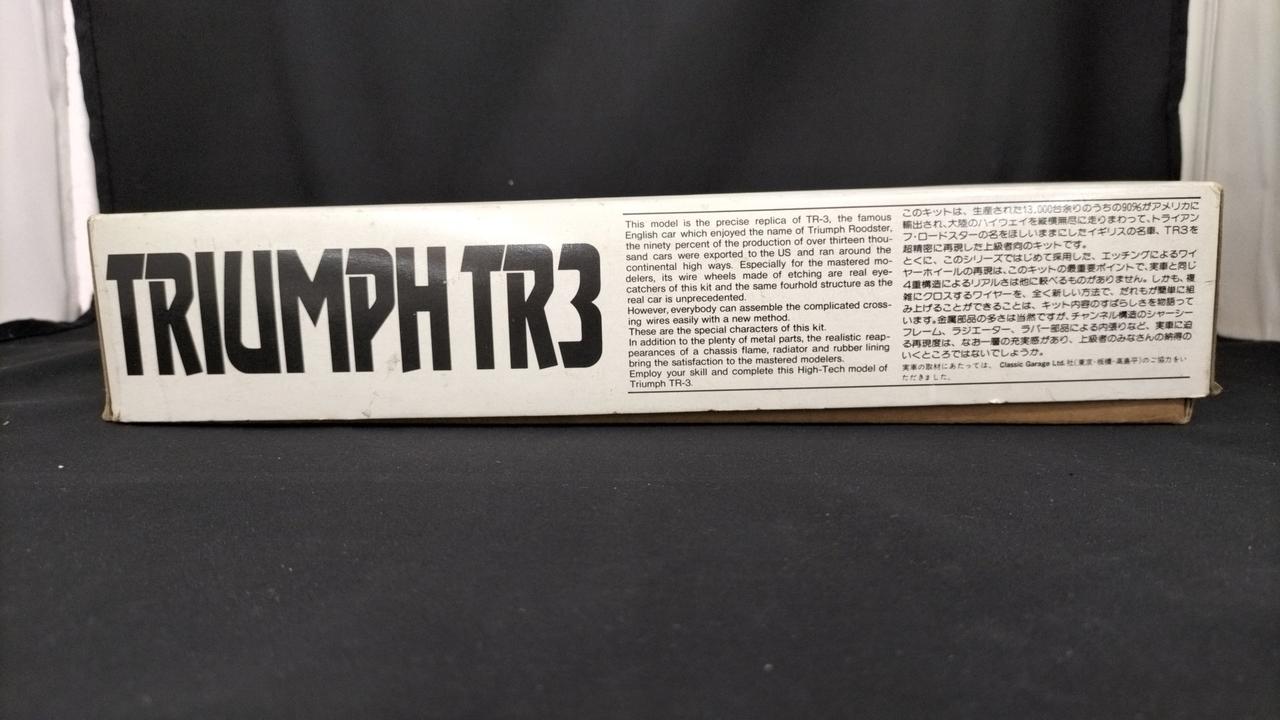 TRIUMPH TR3
This model is the precise replica of TR-3, the famous
English car which enjoyed the name of Triumph Roodster,
the ninety percent of the production of over thirteen thou-
sand cars were exported to the US and ran around the
continental high ways. Especially for the mastered mo-
delers, its wire wheels made of etching are real eye-
catchers of this kit and the same fourhold structure as the
real car is unprecedented.
However, everybody can assemble the complicated cross-
ing wires easily with a new method.
These are the special characters of this kit.
In addition to the plenty of metal parts, the realistic reap-
pearances of a chassis flame, radiator and rubber lining
bring the satisfaction to the mastered modelers.
Employ your skill and complete this High-Tech model of
Triumph TR-3.
このキットは、生産された13,000台余りのうちの90%がアメリカに
輸出され、大陸のハイウェイを縦横無尽に走りまわって、トライアン
フ・ロードスターの名をほしいままにしたイギリスの名車、TR3を
超精密に再現した上級者向のキットです。
とくに、このシリーズではじめて採用した、エッチングによるワイ
ヤーホイールの再現は、このキットの最重要ポイントで、実車と同じ
4重構造によるリアルさは他に較べるものがありません。しかも、複
雑にクロスするワイヤーを、全く新しい方法で、だれもが簡単に組
み上げることができることは、キット内容のすばらしさを物語って
います。金属部品の多さは当然ですが、チャンネル構造のシャーシー
フレーム、ラジエーター、ラバー部品による内張りなど、実車に迫
る再現度は、なお一層の充実感があり、上級者のみなさんの納得の
いくところではないでしょうか。
実車の取材にあたっては、Classic Garage Ltd.社(東京・板橋・高島平)のご協力をい
ただきました。